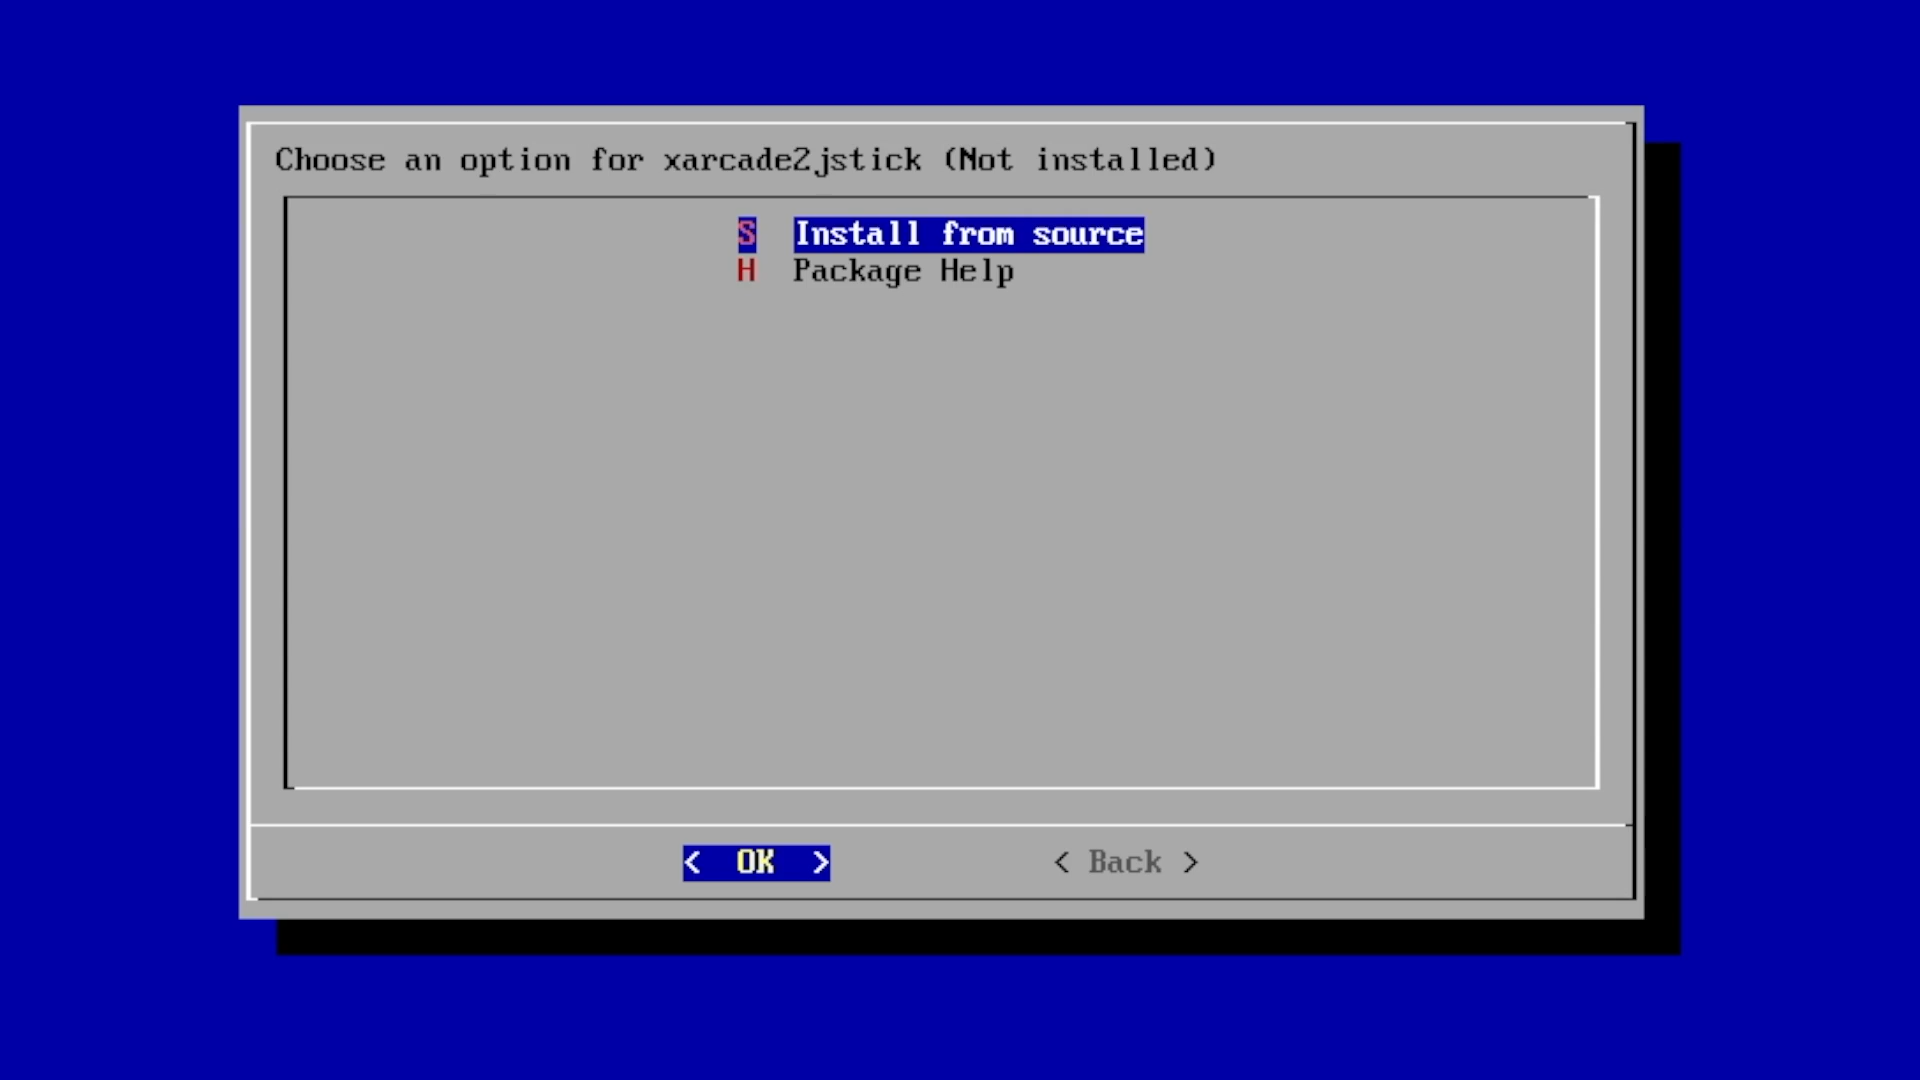 Choose an option for xarcade2jstick (Not installed)
S Install from source
H Package Help
< OK > < Back >